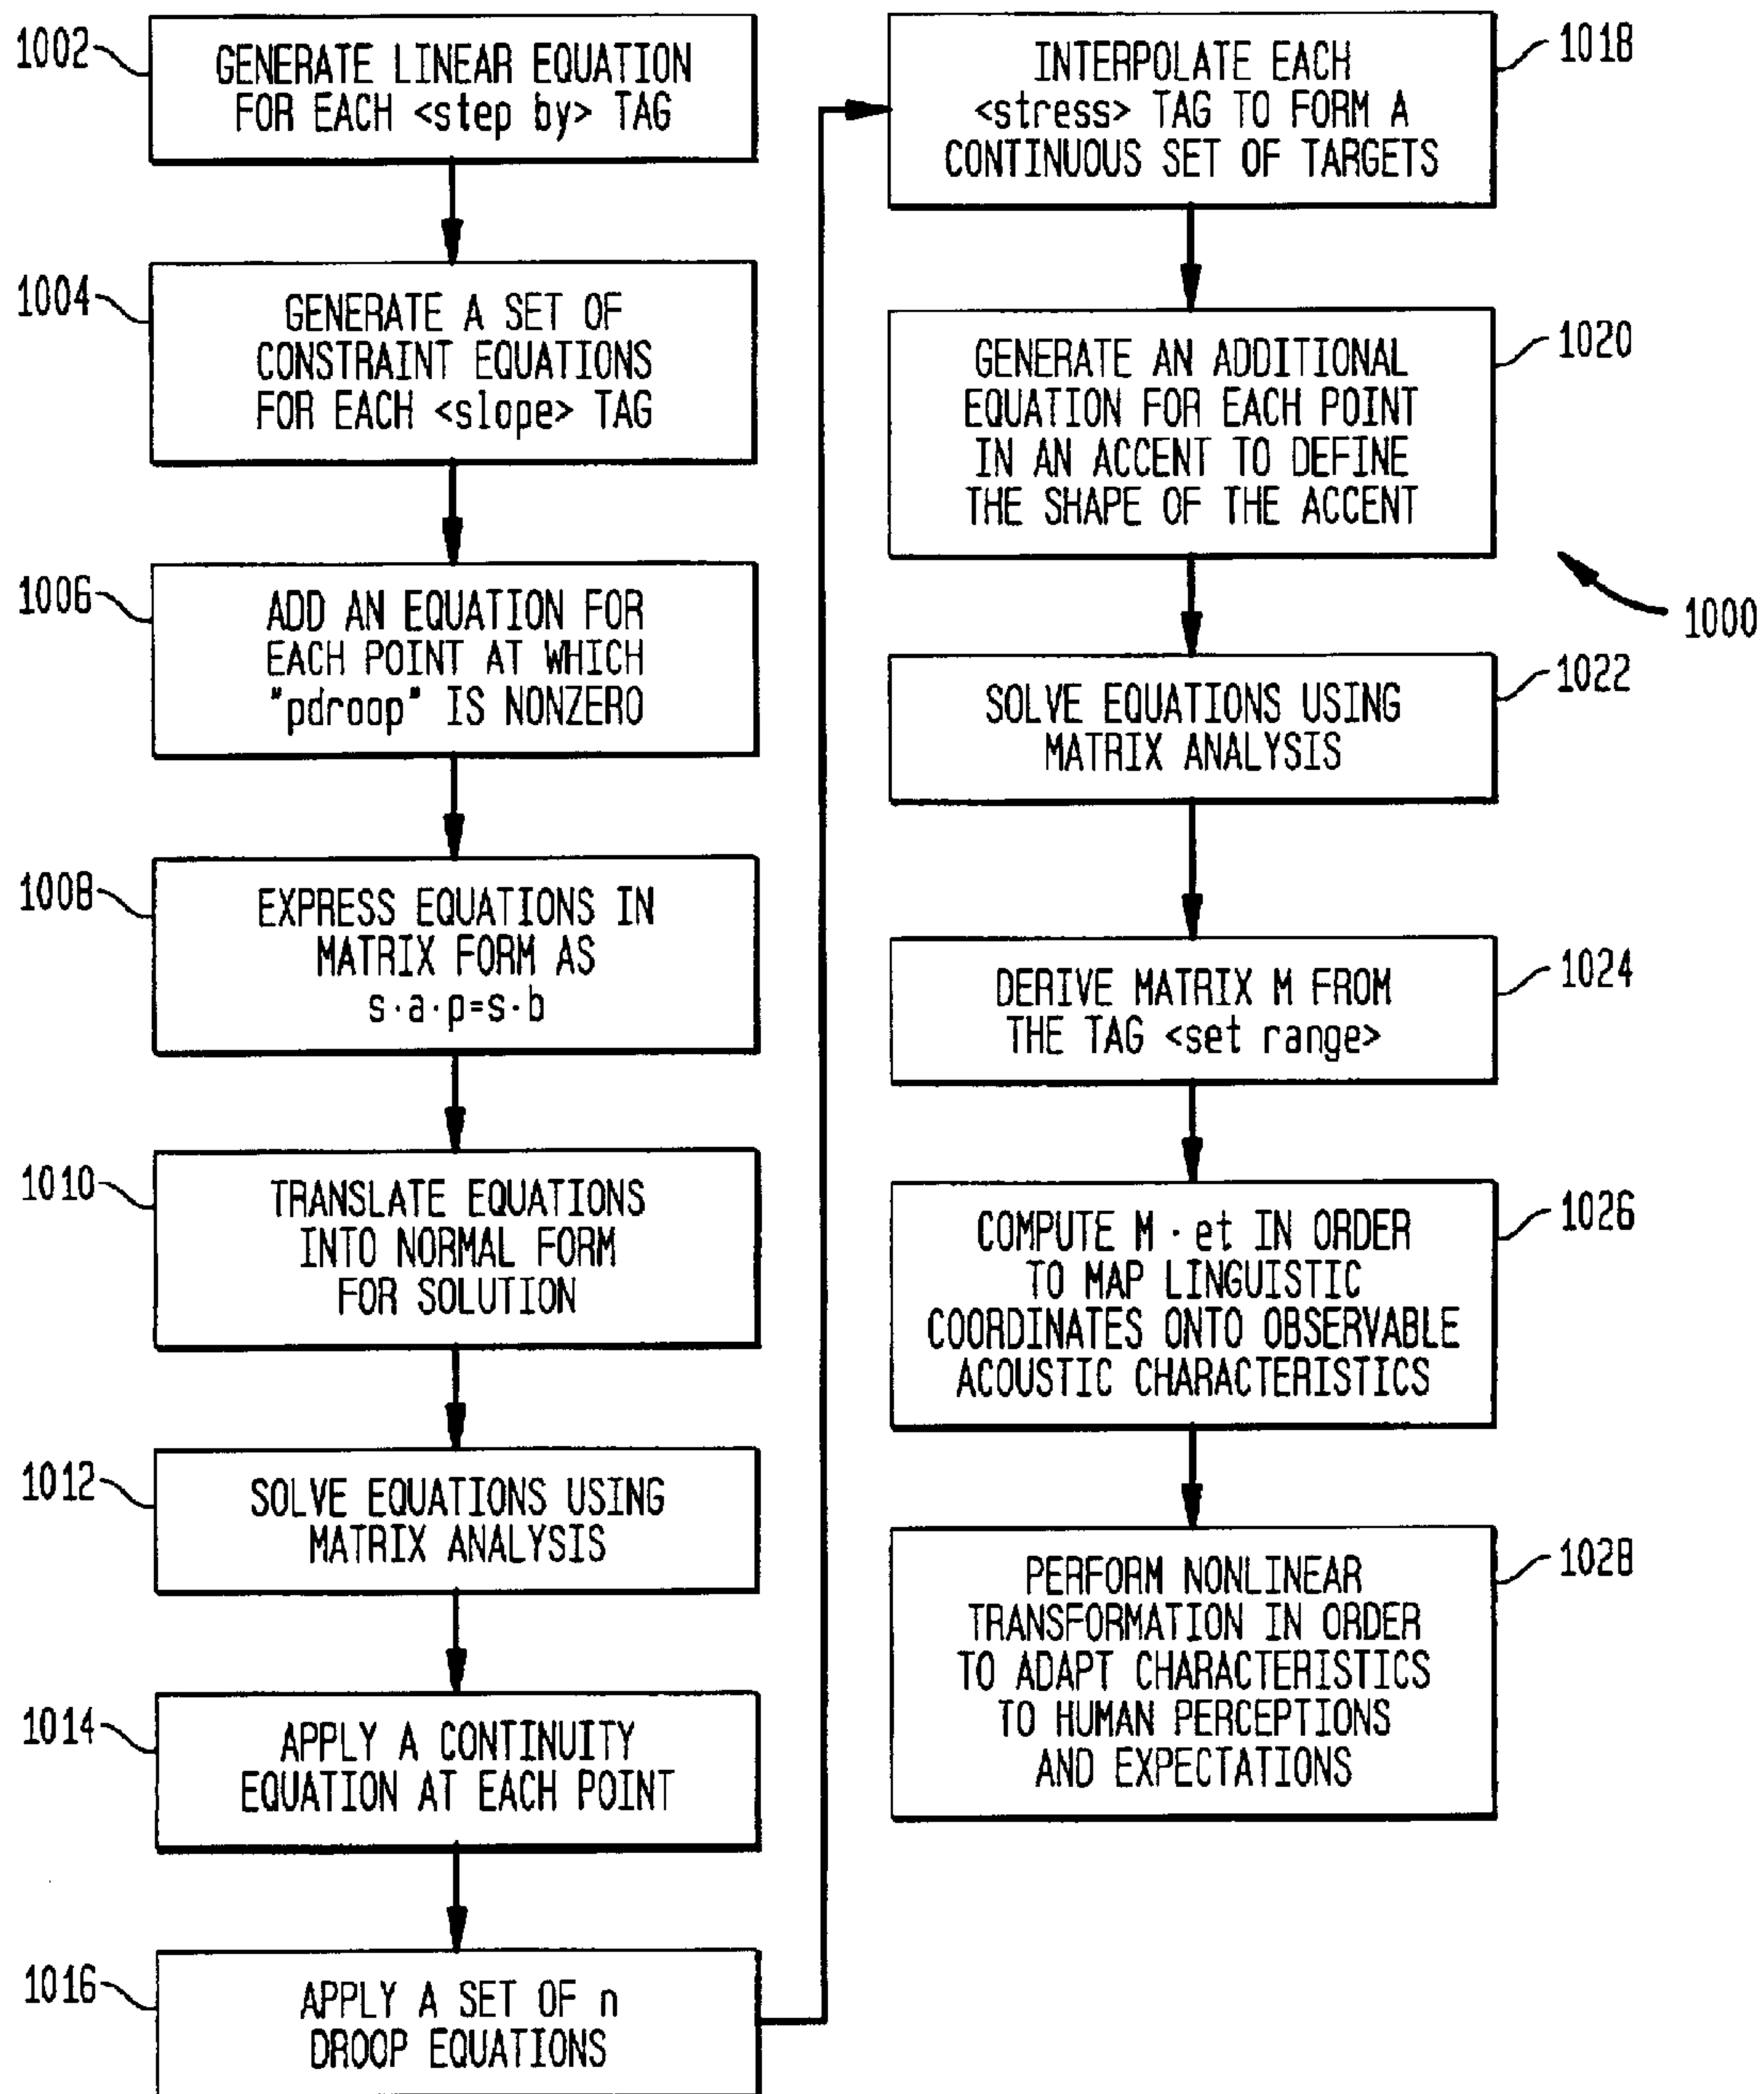 1002
GENERATE LINEAR EQUATION
FOR EACH <step by> TAG
1004
GENERATE A SET OF
CONSTRAINT EQUATIONS
FOR EACH <slope> TAG
1006
ADD AN EQUATION FOR
EACH POINT AT WHICH
"pdroop" IS NONZERO
1008
EXPRESS EQUATIONS IN
MATRIX FORM AS
s·a·p=s·b
1010
TRANSLATE EQUATIONS
INTO NORMAL FORM
FOR SOLUTION
1012
SOLVE EQUATIONS USING
MATRIX ANALYSIS
1014
APPLY A CONTINUITY
EQUATION AT EACH POINT
1016
APPLY A SET OF n
DROOP EQUATIONS
1018
INTERPOLATE EACH
<stress> TAG TO FORM A
CONTINUOUS SET OF TARGETS
1020
GENERATE AN ADDITIONAL
EQUATION FOR EACH POINT
IN AN ACCENT TO DEFINE
THE SHAPE OF THE ACCENT
1000
1022
SOLVE EQUATIONS USING
MATRIX ANALYSIS
1024
DERIVE MATRIX M FROM
THE TAG <set range>
1026
COMPUTE M · et IN ORDER
TO MAP LINGUISTIC
COORDINATES ONTO OBSERVABLE
ACOUSTIC CHARACTERISTICS
1028
PERFORM NONLINEAR
TRANSFORMATION IN ORDER
TO ADAPT CHARACTERISTICS
TO HUMAN PERCEPTIONS
AND EXPECTATIONS